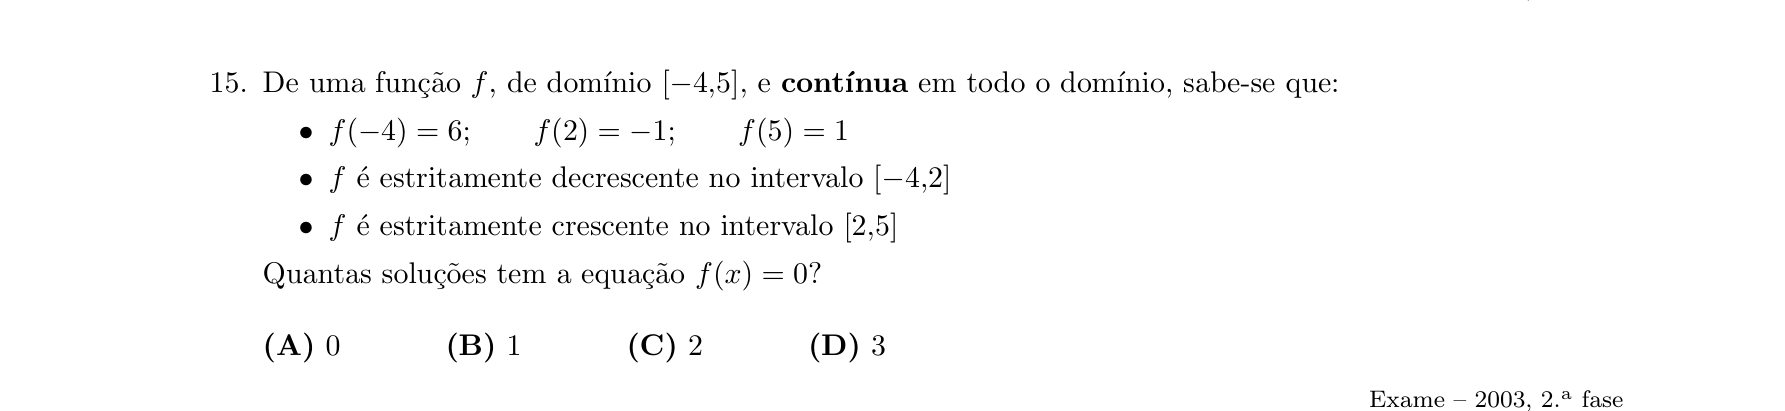 15. De uma função f, de domínio [−4,5], e contínua em todo o domínio, sabe-se que:
• f(−4) = 6; f(2) = −1; f(5) = 1
• f é estritamente decrescente no intervalo [−4,2]
• f é estritamente crescente no intervalo [2,5]
Quantas soluções tem a equação f(x) = 0?
(A) 0 (B) 1 (C) 2 (D) 3
Exame – 2003, 2.ª fase